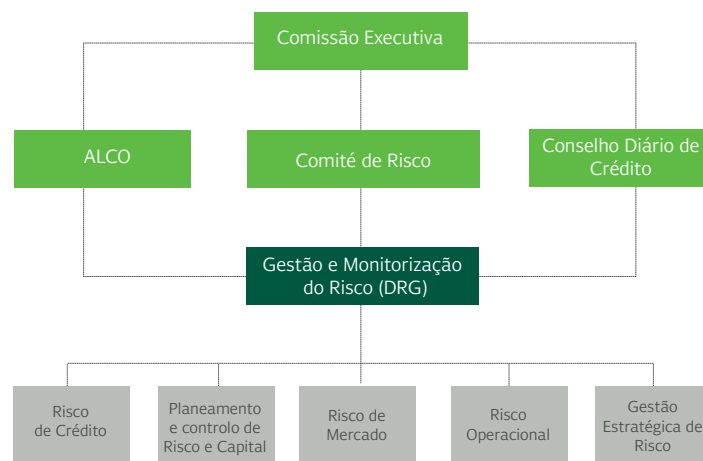 Comissão Executiva
ALCO
Comité de Risco
Conselho Diário de
Crédito
Gestão e Monitorização
do Risco (DRG)
Risco
de Crédito
Planeamento
e controlo de
Risco e Capital
Risco de
Mercado
Risco
Operacional
Gestão
Estratégica de
Risco